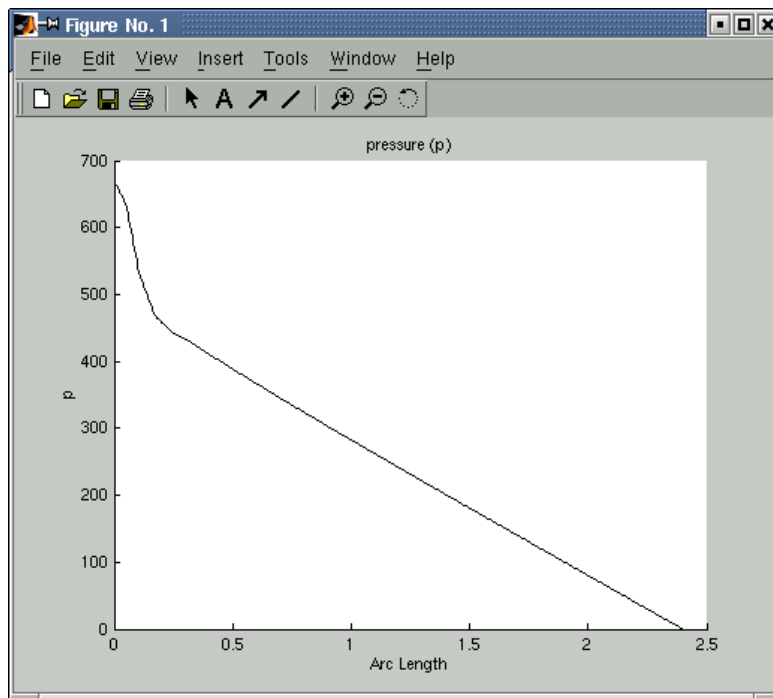 Figure No. 1
File Edit View Insert Tools Window Help
A
pressure (p)
700
600
500
400
300
200
100
0
p
0 0.5 1 1.5 2 2.5
Arc Length